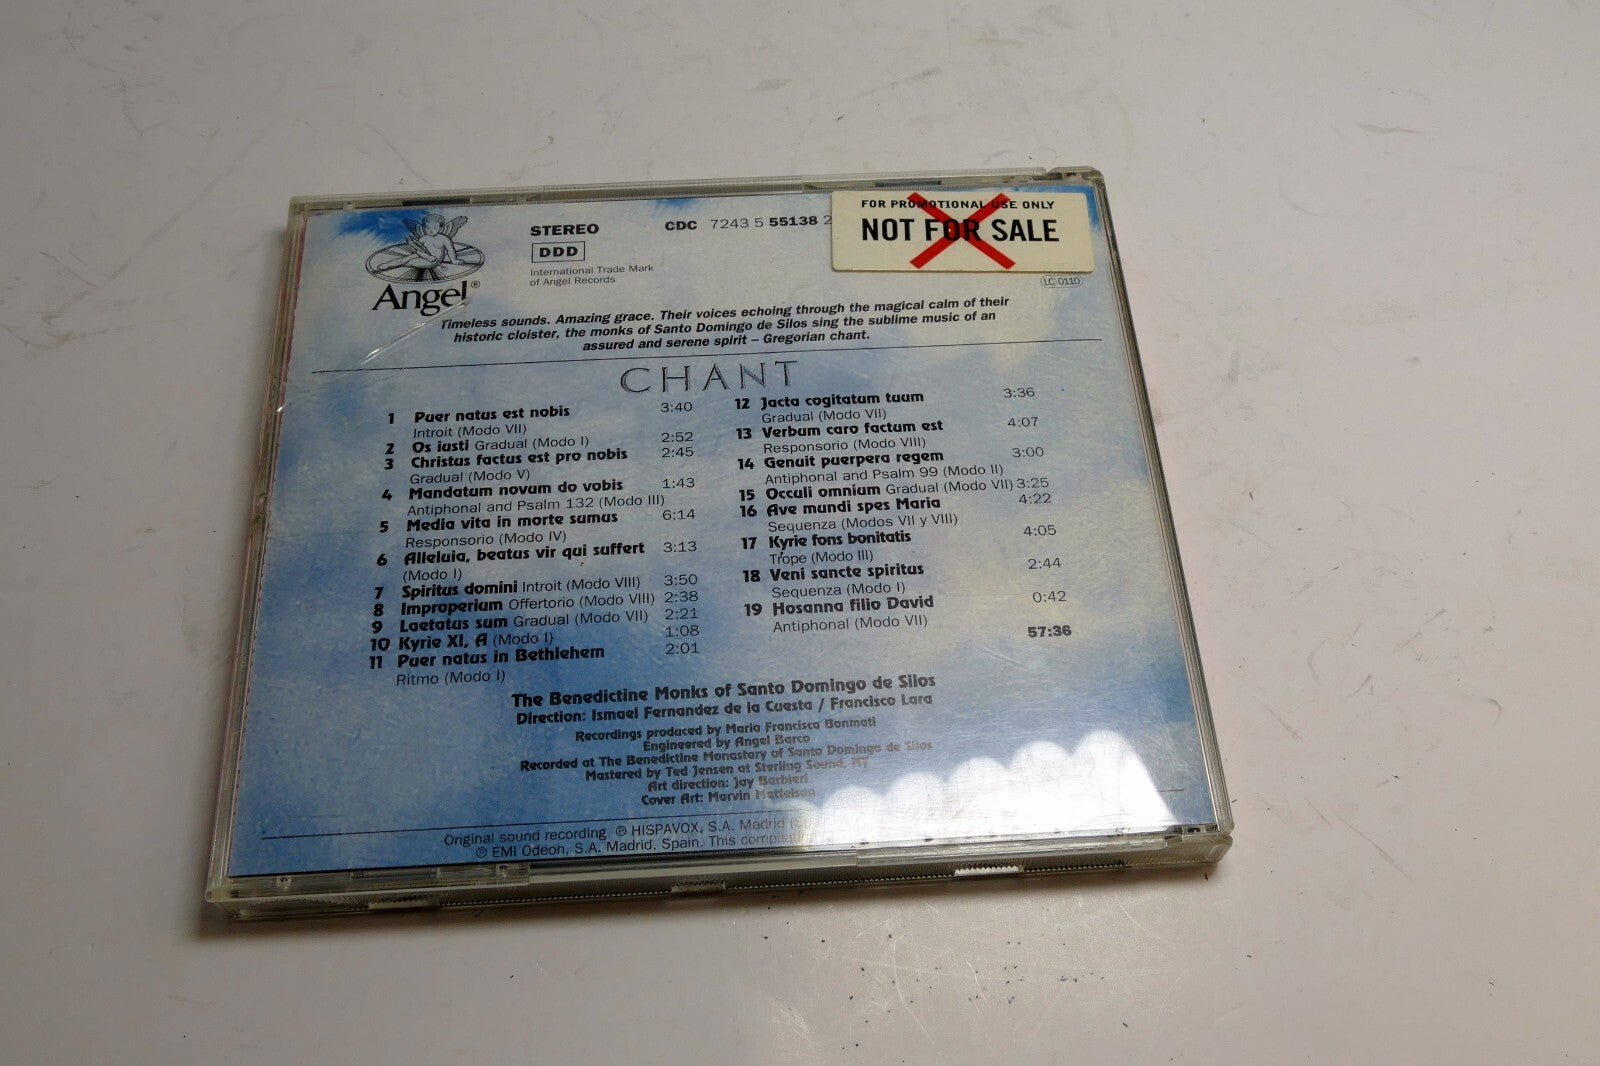 Angel®
STEREO
DDD
International Trade Mark
of Angel Records
CDC 7243 5 55138 2
FOR PROMOTIONAL USE ONLY
NOT FOR SALE
LC 0110
Timeless sounds. Amazing grace. Their voices echoing through the magical calm of their
historic cloister, the monks of Santo Domingo de Silos sing the sublime music of an
assured and serene spirit – Gregorian chant.
CHANT
1 Puer natus est nobis 3:40
Introit (Modo VII)
2 Os iusti Gradual (Modo I) 2:52
3 Christus factus est pro nobis 2:45
Gradual (Modo V)
4 Mandatum novum do vobis 1:43
Antiphonal and Psalm 132 (Modo III)
5 Media vita in morte sumus 6:14
Responsorio (Modo IV)
6 Alleluia, beatus vir qui suffert 3:13
(Modo I)
7 Spiritus domini Introit (Modo VIII) 3:50
8 Improperium Offertorio (Modo VIII) 2:38
9 Laetatus sum Gradual (Modo VII) 2:21
10 Kyrie XI, A (Modo I) 1:08
11 Puer natus in Bethlehem 2:01
Ritmo (Modo I)
12 Jacta cogitatum tuum 3:36
Gradual (Modo VII)
13 Verbum caro factum est 4:07
Responsorio (Modo VIII)
14 Genuit puerpera regem 3:00
Antiphonal and Psalm 99 (Modo II)
15 Occuli omnium Gradual (Modo VII) 3:25
16 Ave mundi spes Maria 4:22
Sequenza (Modos VII y VIII)
17 Kyrie fons bonitatis 4:05
Trope (Modo III)
18 Veni sancte spiritus 2:44
Sequenza (Modo I)
19 Hosanna filio David 0:42
Antiphonal (Modo VII)
57:36
The Benedictine Monks of Santo Domingo de Silos
Direction: Ismael Fernandez de la Cuesta / Francisco Lara
Recordings produced by Maria Francisca Bonmati
Engineered by Angel Barco
Recorded at The Benedictine Monastary of Santo Domingo de Silos
Mastered by Ted Jensen at Sterling Sound, NY
Art direction: Jay Barbieri
Cover Art: Marvin Mattelson
Original sound recording ℗ HISPAVOX, S.A. Madrid
© EMI Odeon, S.A. Madrid, Spain. This